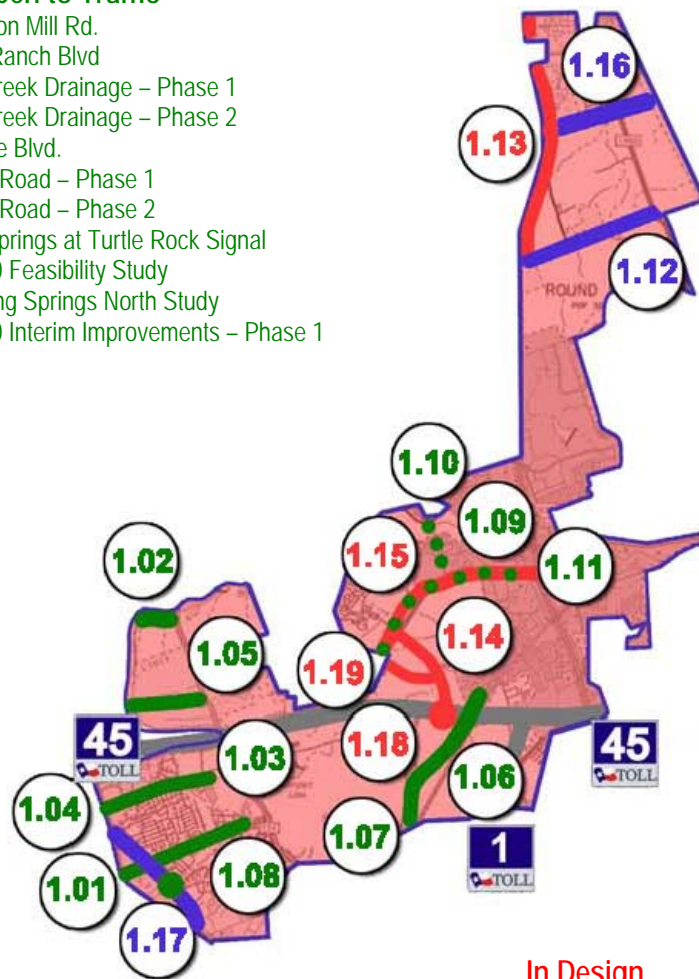 on Mill Rd.
Ranch Blvd
reek Drainage – Phase 1
reek Drainage – Phase 2
e Blvd.
Road – Phase 1
Road – Phase 2
prings at Turtle Rock Signal
0 Feasibility Study
ng Springs North Study
0 Interim Improvements – Phase 1
1.16
1.13
1.12
ROUND
1.10
1.09
1.15
1.11
1.02
1.14
1.05
1.19
45
TOLL
1.03
1.18
45
TOLL
1.06
1.04
1.07
1.08
1
TOLL
1.01
1.17
In Design